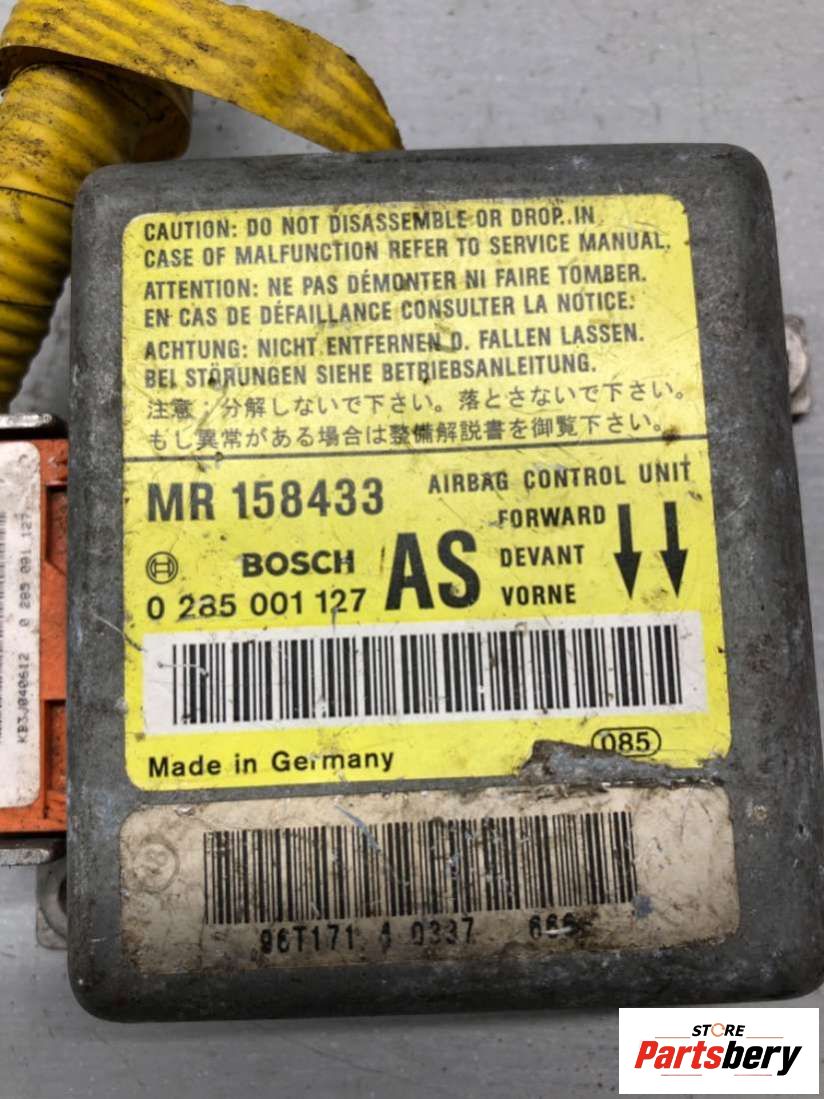 CAUTION: DO NOT DISASSEMBLE OR DROP..IN
CASE OF MALFUNCTION REFER TO SERVICE MANUAL.
ATTENTION: NE PAS DÉMONTER NI FAIRE TOMBER.
EN CAS DE DÉFAILLANCE CONSULTER LA NOTICE.
ACHTUNG: NICHT ENTFERNEN O. FALLEN LASSEN.
BEI STÖRUNGEN SIEHE BETRIEBSANLEITUNG.
注意：分解しないで下さい。落とさないで下さい。
もし異常がある場合は整備解説書を御覧下さい。
MR 158433 AIRBAG CONTROL UNIT
BOSCH AS FORWARD
DEVANT
0 285 001 127 VORNE
085
Made in Germany
96T171
KB3J040612 0 285 001 127
STORE
Partsbery